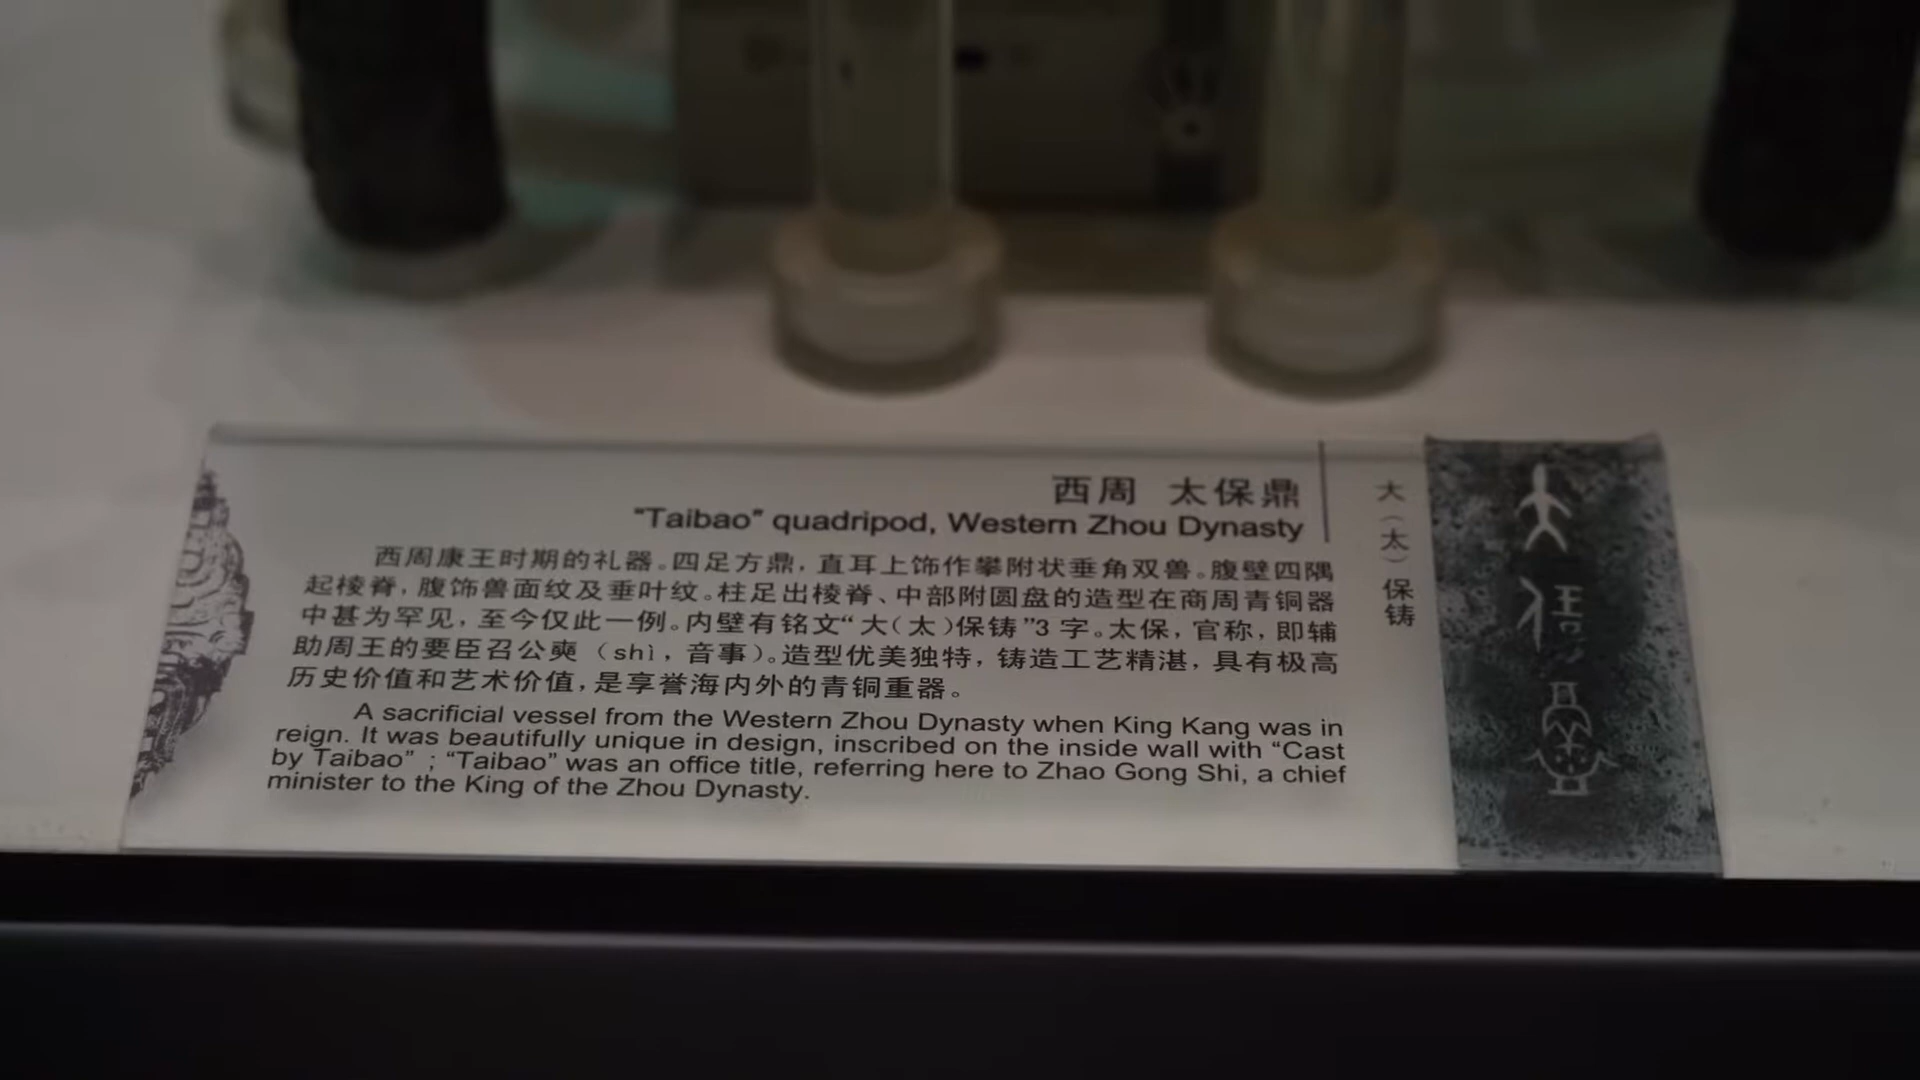 西周 太保鼎
"Taibao" quadripod, Western Zhou Dynasty
西周康王时期的礼器。四足方鼎，直耳上饰作攀附状垂角双兽。腹壁四隅
起棱脊，腹饰兽面纹及垂叶纹。柱足出棱脊、中部附圆盘的造型在商周青铜器
中甚为罕见，至今仅此一例。内壁有铭文“大（太）保铸”3字。太保，官称，即辅
助周王的要臣召公奭（shì，音事）。造型优美独特，铸造工艺精湛，具有极高
历史价值和艺术价值，是享誉海内外的青铜重器。
A sacrificial vessel from the Western Zhou Dynasty when King Kang was in
reign. It was beautifully unique in design, inscribed on the inside wall with “Cast
by Taibao”；“Taibao” was an office title, referring here to Zhao Gong Shi, a chief
minister to the King of the Zhou Dynasty.
大（太）保铸